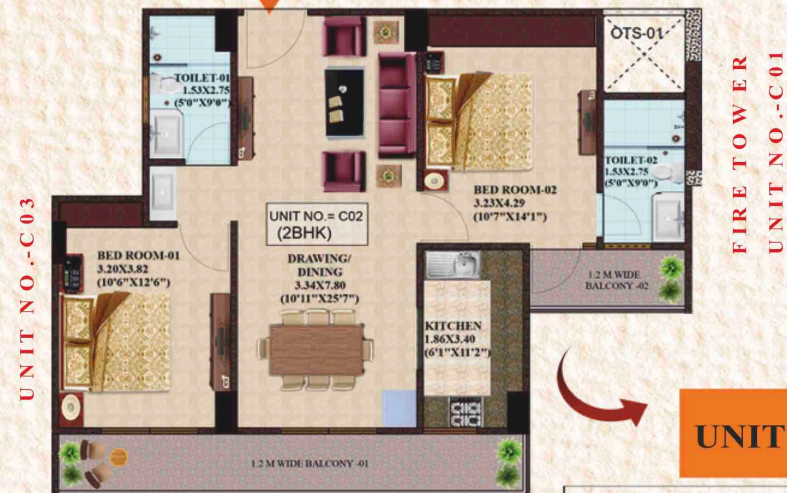 OTS-01
TOILET-01
1.53X2.75
(5'0"X9'0")
TOILET-02
1.53X2.75
(5'0"X9'0")
BED ROOM-02
3.23X4.29
(10'7"X14'1")
UNIT NO.= C02
(2BHK)
BED ROOM-01
3.20X3.82
(10'6"X12'6")
DRAWING/
DINING
3.34X7.80
(10'11"X25'7")
1.2 M WIDE
BALCONY -02
KITCHEN
1.86X3.40
(6'1"X11'2")
1.2 M WIDE BALCONY -01
UNIT NO.-C03
FIRE TOWER
UNIT NO.-C01
UNIT